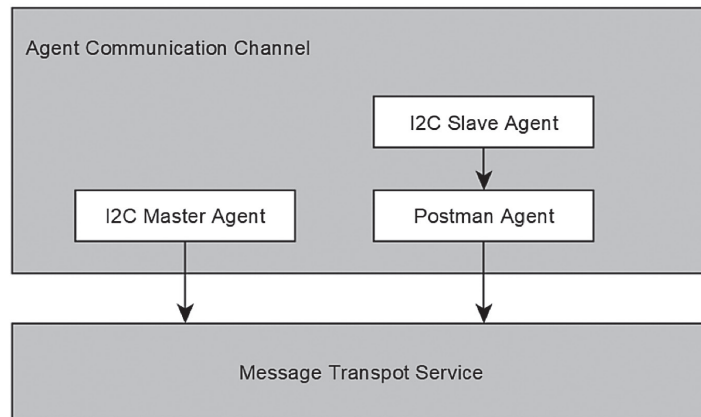 Agent Communication Channel
I2C Slave Agent
I2C Master Agent
Postman Agent
Message Transpot Service